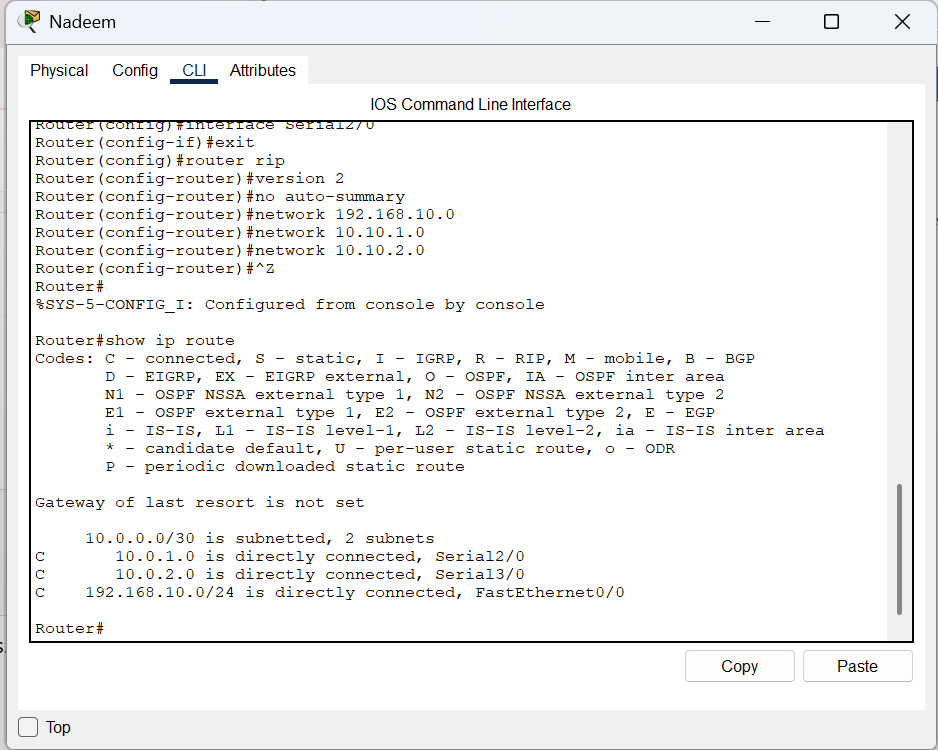 Nadeem
Physical Config CLI Attributes
IOS Command Line Interface
Router(config)#interface Serial2/0
Router(config-if)#exit
Router(config)#router rip
Router(config-router)#version 2
Router(config-router)#no auto-summary
Router(config-router)#network 192.168.10.0
Router(config-router)#network 10.10.1.0
Router(config-router)#network 10.10.2.0
Router(config-router)#^Z
Router#
%SYS-5-CONFIG_I: Configured from console by console
Router#show ip route
Codes: C - connected, S - static, I - IGRP, R - RIP, M - mobile, B - BGP
D - EIGRP, EX - EIGRP external, O - OSPF, IA - OSPF inter area
N1 - OSPF NSSA external type 1, N2 - OSPF NSSA external type 2
E1 - OSPF external type 1, E2 - OSPF external type 2, E - EGP
i - IS-IS, L1 - IS-IS level-1, L2 - IS-IS level-2, ia - IS-IS inter area
* - candidate default, U - per-user static route, o - ODR
P - periodic downloaded static route
Gateway of last resort is not set
10.0.0.0/30 is subnetted, 2 subnets
C 10.0.1.0 is directly connected, Serial2/0
C 10.0.2.0 is directly connected, Serial3/0
C 192.168.10.0/24 is directly connected, FastEthernet0/0
Router#
Copy Paste
Top